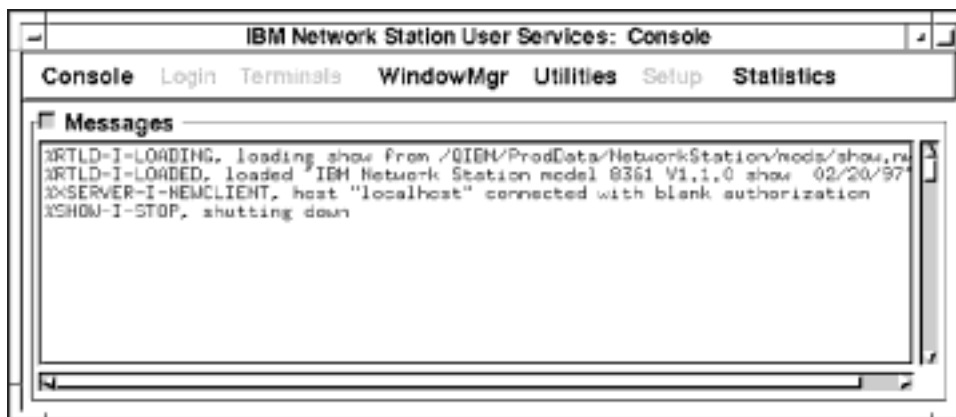 IBM Network Station User Services: Console
Console Login Terminals WindowMgr Utilities Setup Statistics
Messages
%RTLD-I-LOADING, loading show from /QIBM/ProdData/NetworkStation/mods/show.nw
%RTLD-I-LOADED, loaded "IBM Network Station model 8361 V1.1.0 show 02/20/97"
%XSERVER-I-NEWCLIENT, host "localhost" connected with blank authorization
%SHOW-I-STOP, shutting down